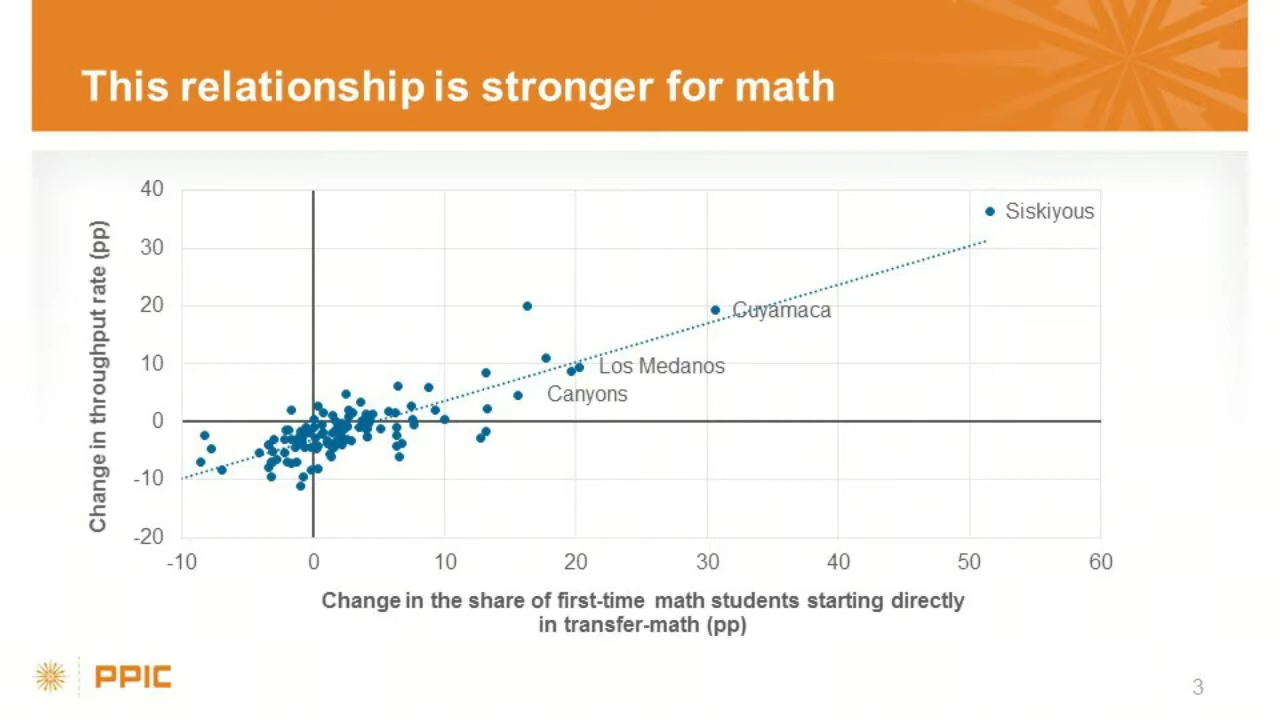 This relationship is stronger for math
Change in throughput rate (pp)
40
30
20
10
0
-10
-20
Siskiyous
Cuyamaca
Los Medanos
Canyons
-10 0 10 20 30 40 50 60
Change in the share of first-time math students starting directly
in transfer-math (pp)
PPIC
3